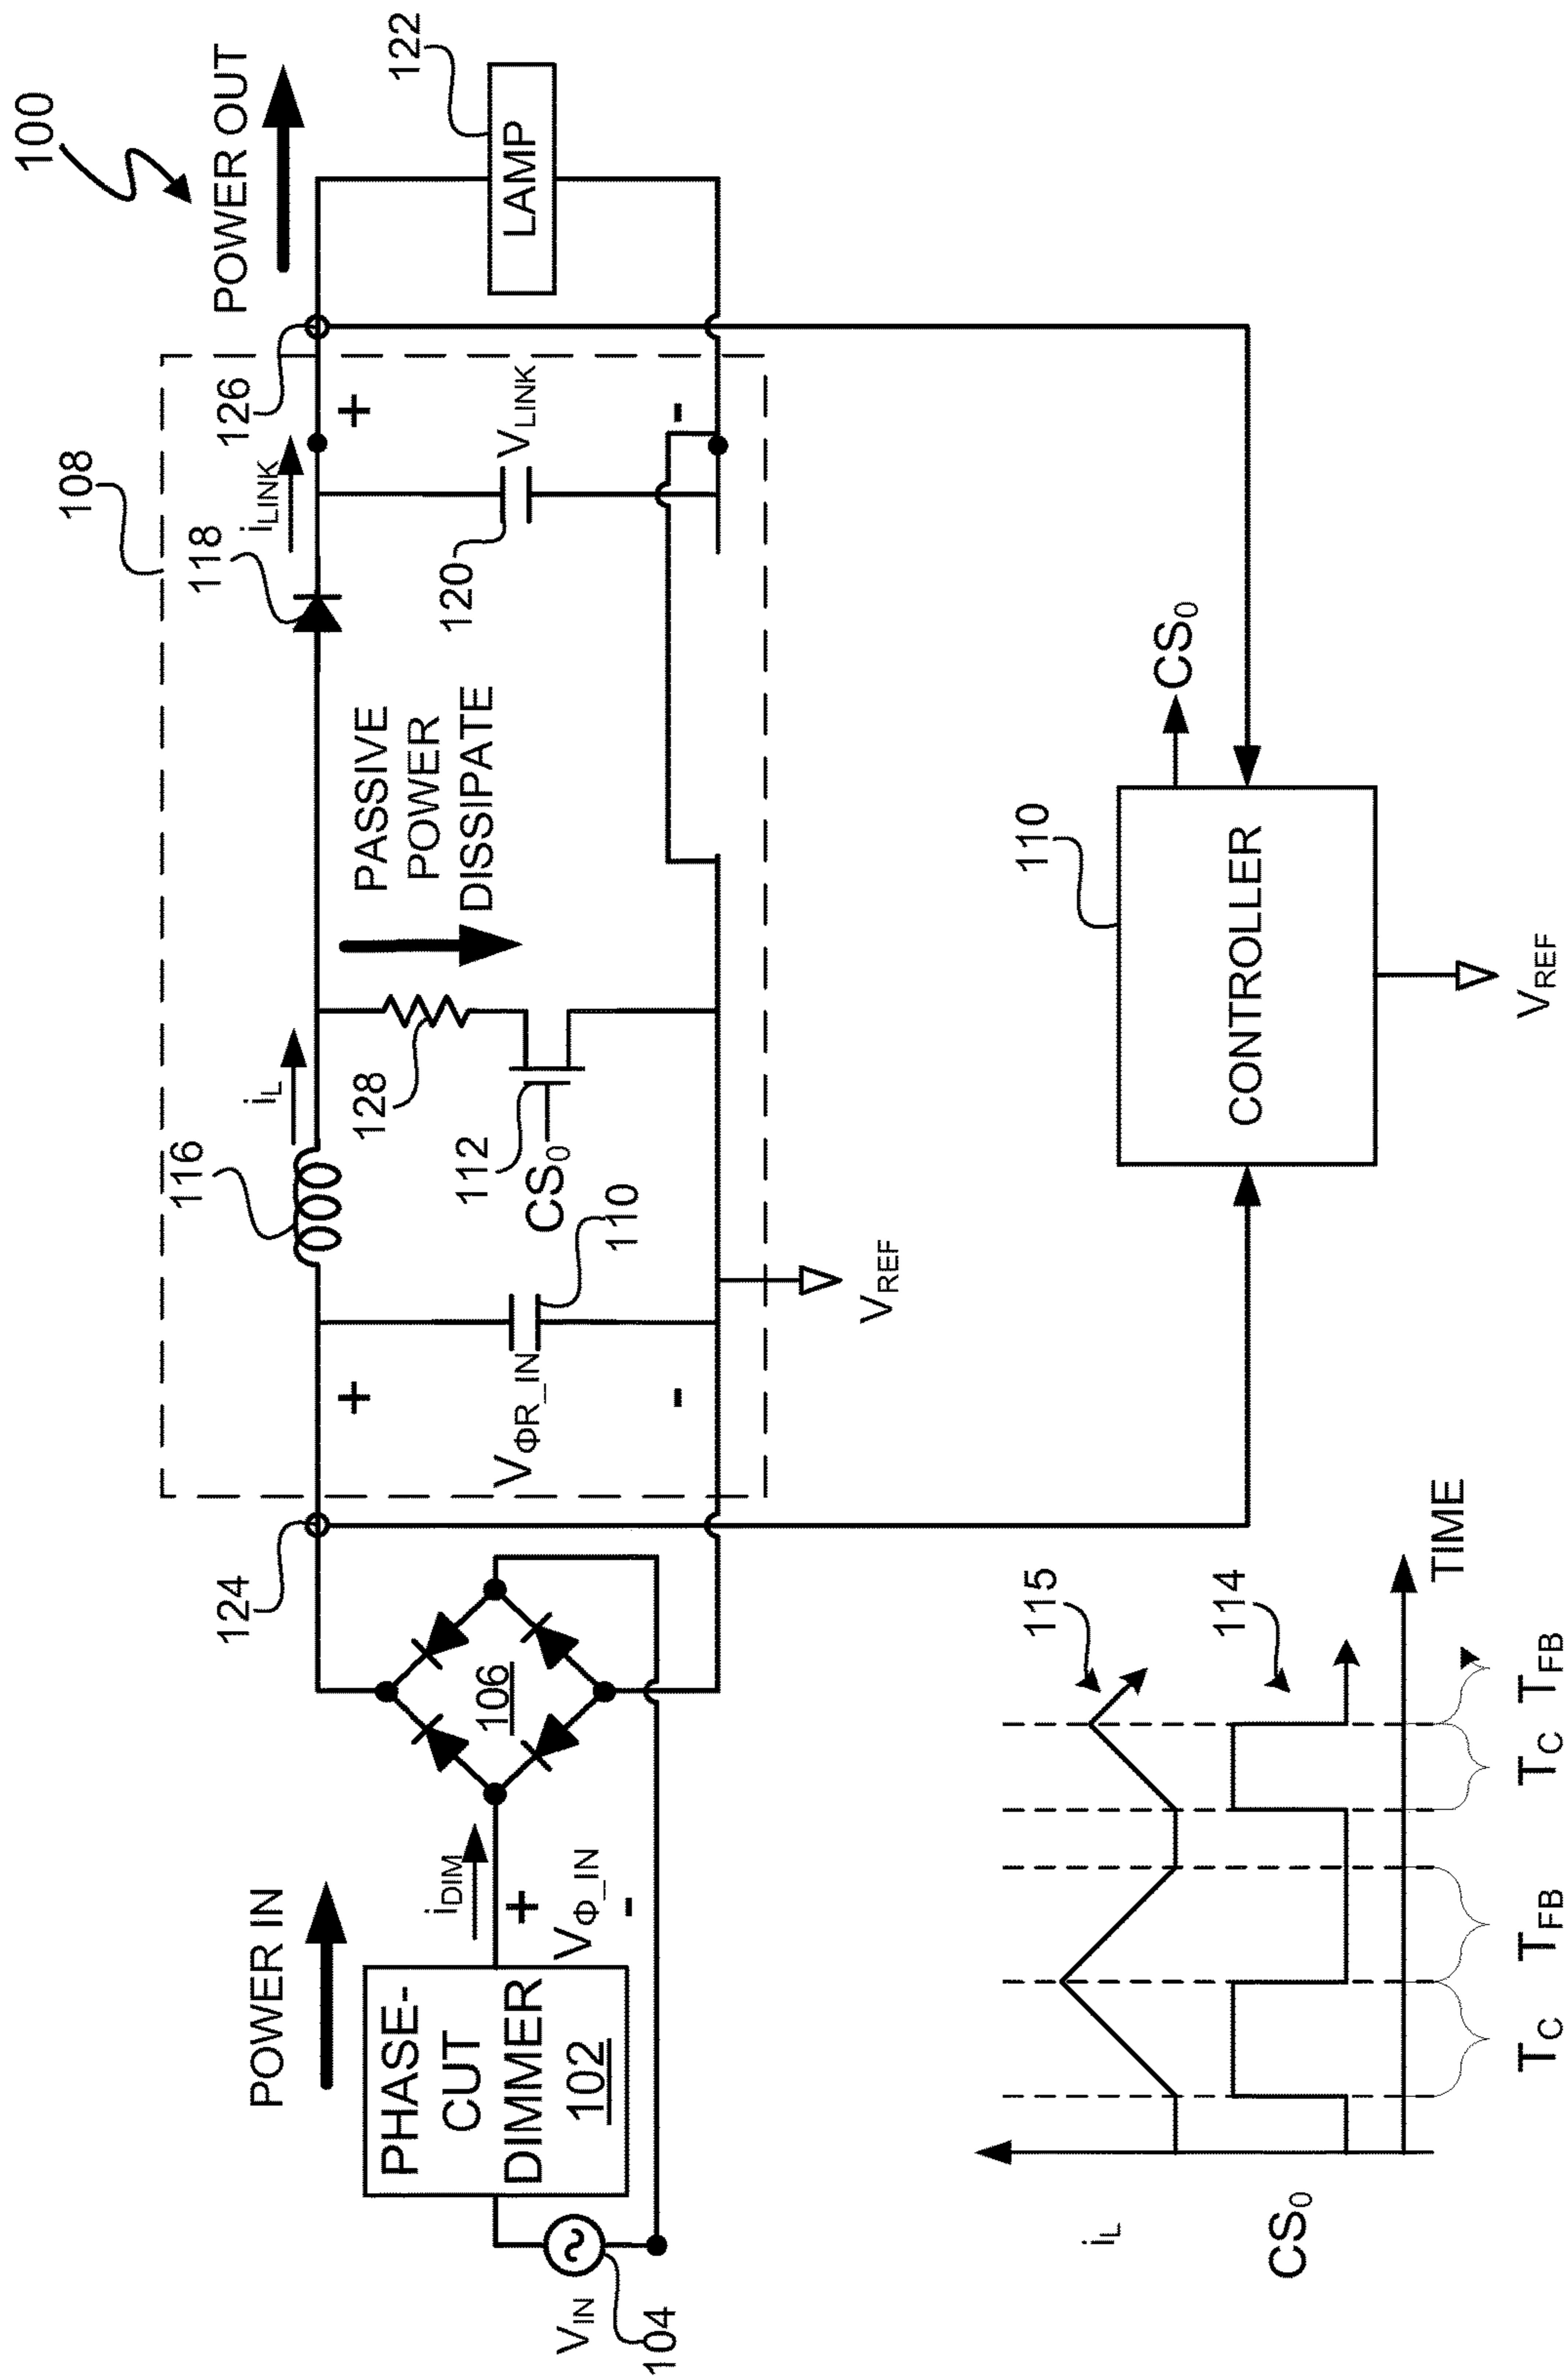 100
POWER IN
POWER OUT
108
124
116
iL
118
iLINK
126
122
PHASE-
CUT
DIMMER
102
iDIM
+
VΦ_IN
-
106
+
VΦR_IN
-
110
128
112
CS0
PASSIVE
POWER
DISSIPATE
120
+
VLINK
-
LAMP
VIN
104
VREF
iL
115
CS0
114
TIME
TC
TFB
TC
TFB
110
CONTROLLER
CS0
VREF